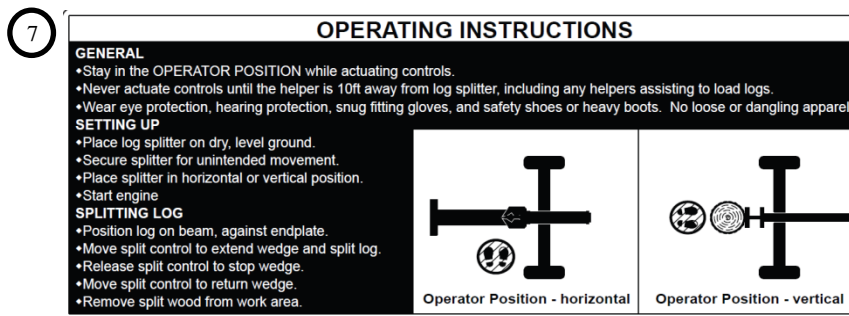 7
OPERATING INSTRUCTIONS
GENERAL
◆Stay in the OPERATOR POSITION while actuating controls.
◆Never actuate controls until the helper is 10ft away from log splitter, including any helpers assisting to load logs.
◆Wear eye protection, hearing protection, snug fitting gloves, and safety shoes or heavy boots.  No loose or dangling apparel
SETTING UP
◆Place log splitter on dry, level ground.
◆Secure splitter for unintended movement.
◆Place splitter in horizontal or vertical position.
◆Start engine
SPLITTING LOG
◆Position log on beam, against endplate.
◆Move split control to extend wedge and split log.
◆Release split control to stop wedge.
◆Move split control to return wedge.
◆Remove split wood from work area.
Operator Position - horizontal
Operator Position - vertical